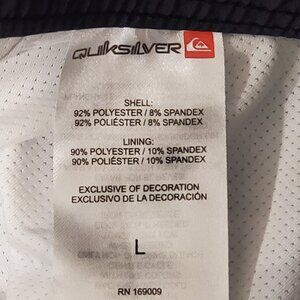 QUIKSILVER
SHELL:
92% POLYESTER / 8% SPANDEX
92% POLIÉSTER / 8% SPANDEX
LINING:
90% POLYESTER / 10% SPANDEX
90% POLIÉSTER / 10% SPANDEX
EXCLUSIVE OF DECORATION
EXCLUSIVO DE LA DECORACIÓN
L
RN 169009